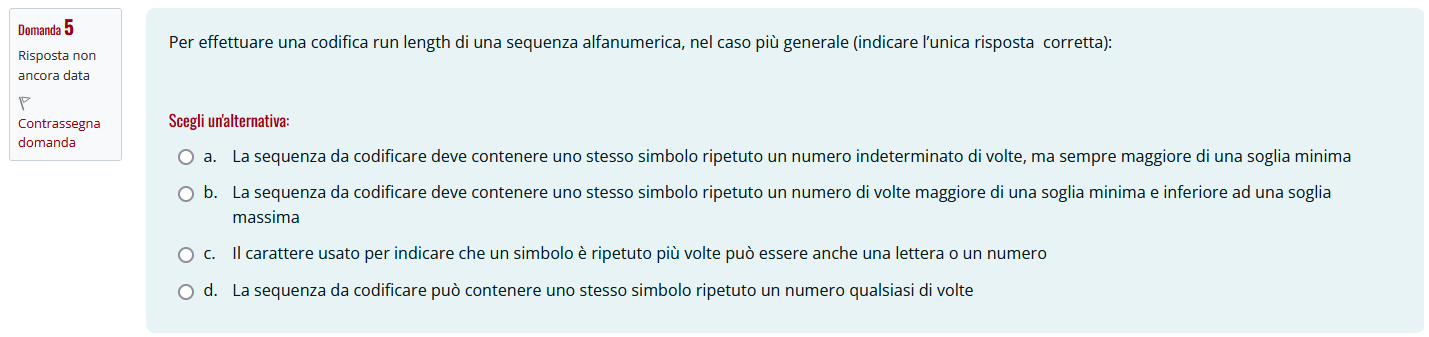 Domanda 5
Risposta non
ancora data
Contrassegna
domanda
Per effettuare una codifica run length di una sequenza alfanumerica, nel caso più generale (indicare l’unica risposta corretta):
Scegli un'alternativa:
a. La sequenza da codificare deve contenere uno stesso simbolo ripetuto un numero indeterminato di volte, ma sempre maggiore di una soglia minima
b. La sequenza da codificare deve contenere uno stesso simbolo ripetuto un numero di volte maggiore di una soglia minima e inferiore ad una soglia
massima
c. Il carattere usato per indicare che un simbolo è ripetuto più volte può essere anche una lettera o un numero
d. La sequenza da codificare può contenere uno stesso simbolo ripetuto un numero qualsiasi di volte